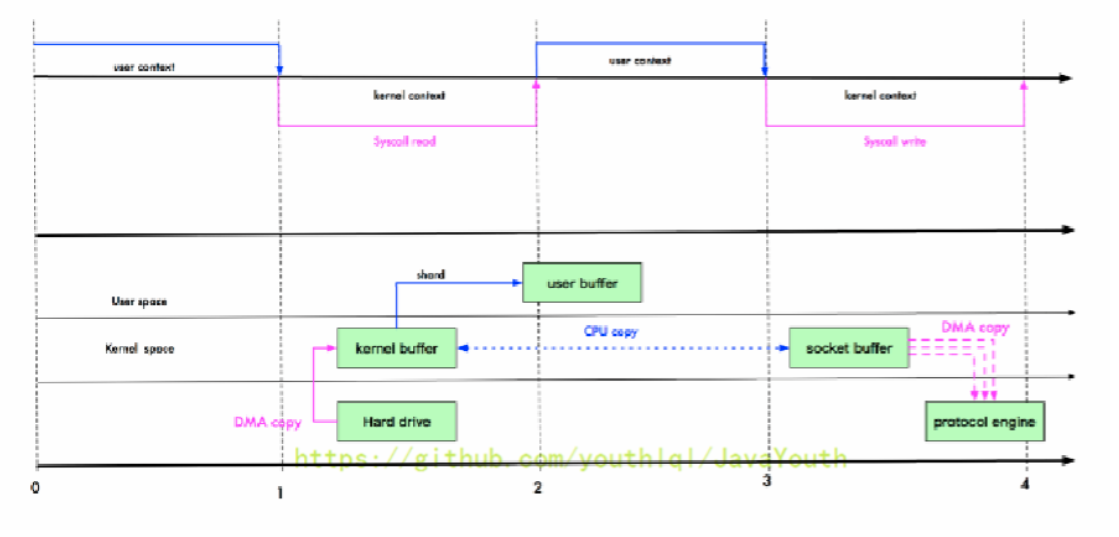 user context
user context
kernel context
kernel context
Syscall read
Syscall write
shard
user buffer
User space
CPU copy
DMA copy
Kernel space
kernel buffer
socket buffer
DMA copy
Hard drive
protocol engine
https://github.com/youthlql/JavaYouth
0
1
2
3
4